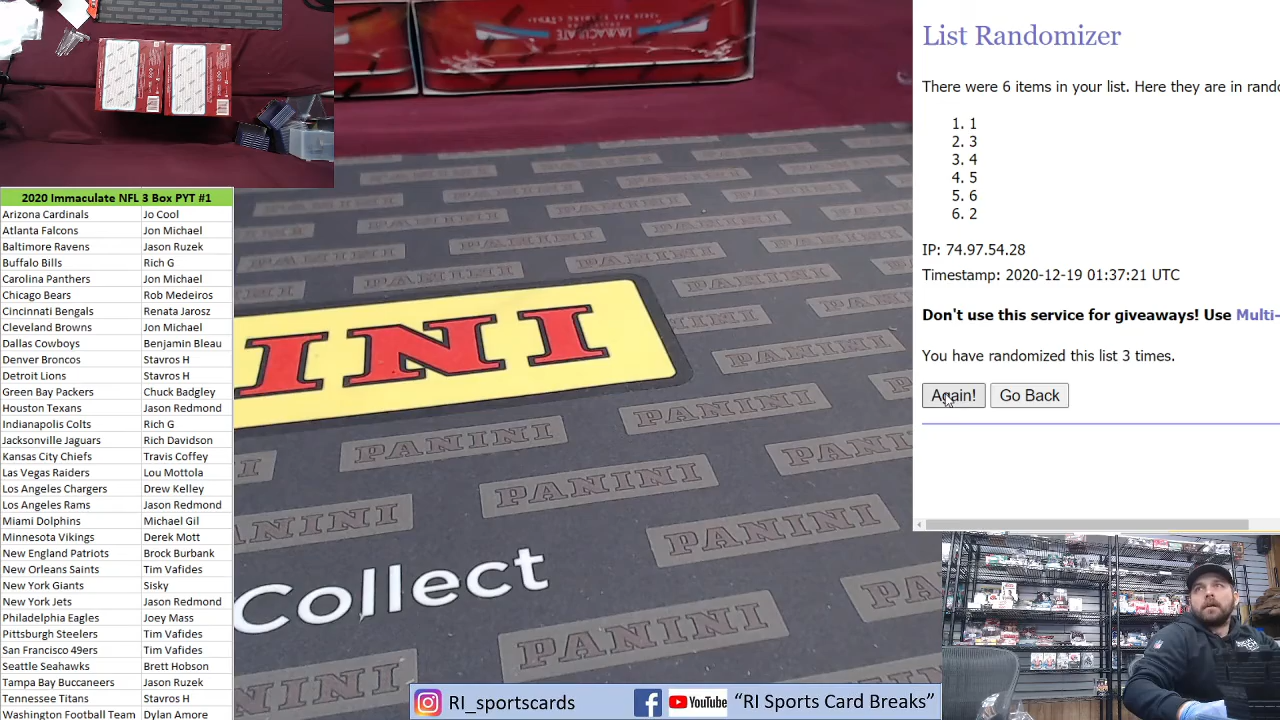 2020 Immaculate NFL 3 Box PYT #1
Arizona Cardinals Jo Cool
Atlanta Falcons Jon Michael
Baltimore Ravens Jason Ruzek
Buffalo Bills Rich G
Carolina Panthers Jon Michael
Chicago Bears Rob Medeiros
Cincinnati Bengals Renata Jarosz
Cleveland Browns Jon Michael
Dallas Cowboys Benjamin Bleau
Denver Broncos Stavros H
Detroit Lions Stavros H
Green Bay Packers Chuck Badgley
Houston Texans Jason Redmond
Indianapolis Colts Rich G
Jacksonville Jaguars Rich Davidson
Kansas City Chiefs Travis Coffey
Las Vegas Raiders Lou Mottola
Los Angeles Chargers Drew Kelley
Los Angeles Rams Jason Redmond
Miami Dolphins Michael Gil
Minnesota Vikings Derek Mott
New England Patriots Brock Burbank
New Orleans Saints Tim Vafides
New York Giants Sisky
New York Jets Jason Redmond
Philadelphia Eagles Joey Mass
Pittsburgh Steelers Tim Vafides
San Francisco 49ers Tim Vafides
Seattle Seahawks Brett Hobson
Tampa Bay Buccaneers Jason Ruzek
Tennessee Titans Stavros H
Washington Football Team Dylan Amore
IMMACULATE
INI
PANINI
PANINI
PANINI
PANINI
PANINI
PANINI
Collect
List Randomizer
There were 6 items in your list. Here they are in rando
1. 1
2. 3
3. 4
4. 5
5. 6
6. 2
IP: 74.97.54.28
Timestamp: 2020-12-19 01:37:21 UTC
Don't use this service for giveaways! Use Multi-
You have randomized this list 3 times.
Again! Go Back
RI_sportscards YouTube "RI Sports Card Breaks"